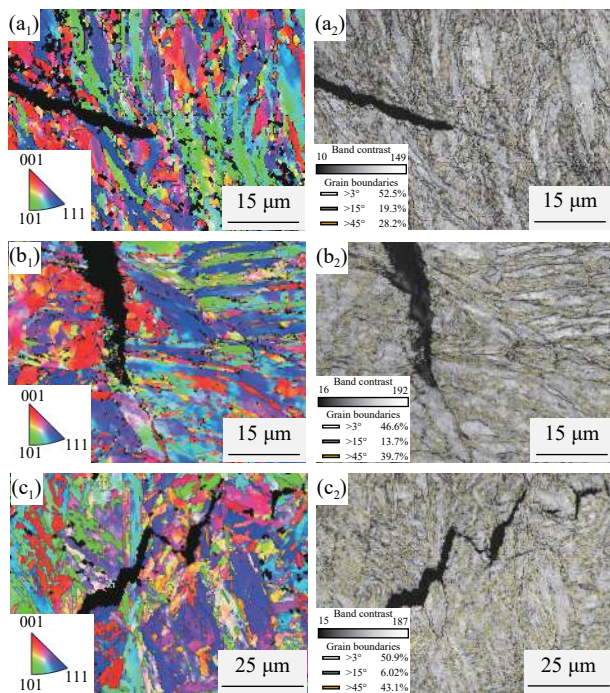 (a1)
001
101
111
15 μm
(a2)
Band contrast
10
149
Grain boundaries
>3° 52.5%
>15° 19.3%
>45° 28.2%
15 μm
(b1)
001
101
111
15 μm
(b2)
Band contrast
16
192
Grain boundaries
>3° 46.6%
>15° 13.7%
>45° 39.7%
15 μm
(c1)
001
101
111
25 μm
(c2)
Band contrast
15
187
Grain boundaries
>3° 50.9%
>15° 6.02%
>45° 43.1%
25 μm